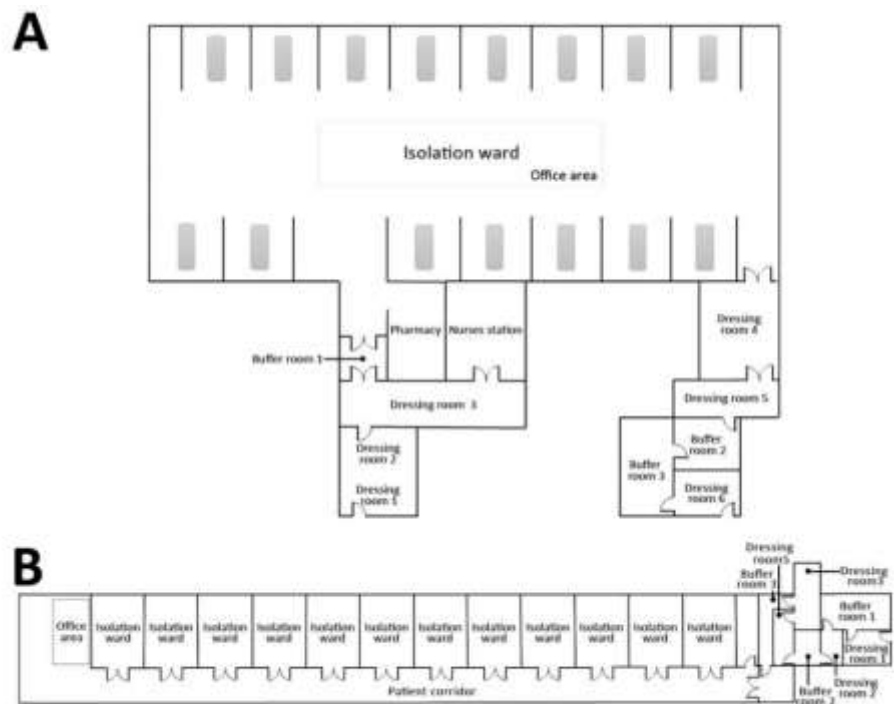 A
Isolation ward
Office area
Pharmacy
Nurses station
Buffer room 1
Dressing room 3
Dressing
room 2
Dressing
room 1
Dressing
room 4
Dressing room 5
Buffer
room 2
Buffer
room 3
Dressing
room 6
B
Office
area
Isolation
ward
Isolation
ward
Isolation
ward
Isolation
ward
Isolation
ward
Isolation
ward
Isolation
ward
Isolation
ward
Isolation
ward
Isolation
ward
Isolation
ward
Isolation
ward
Patient corridor
Dressing
room5
Buffer
room 3
Dressing
room3
Buffer
room 1
Dressing
room 1
Buffer
room 2
Dressing
room 2